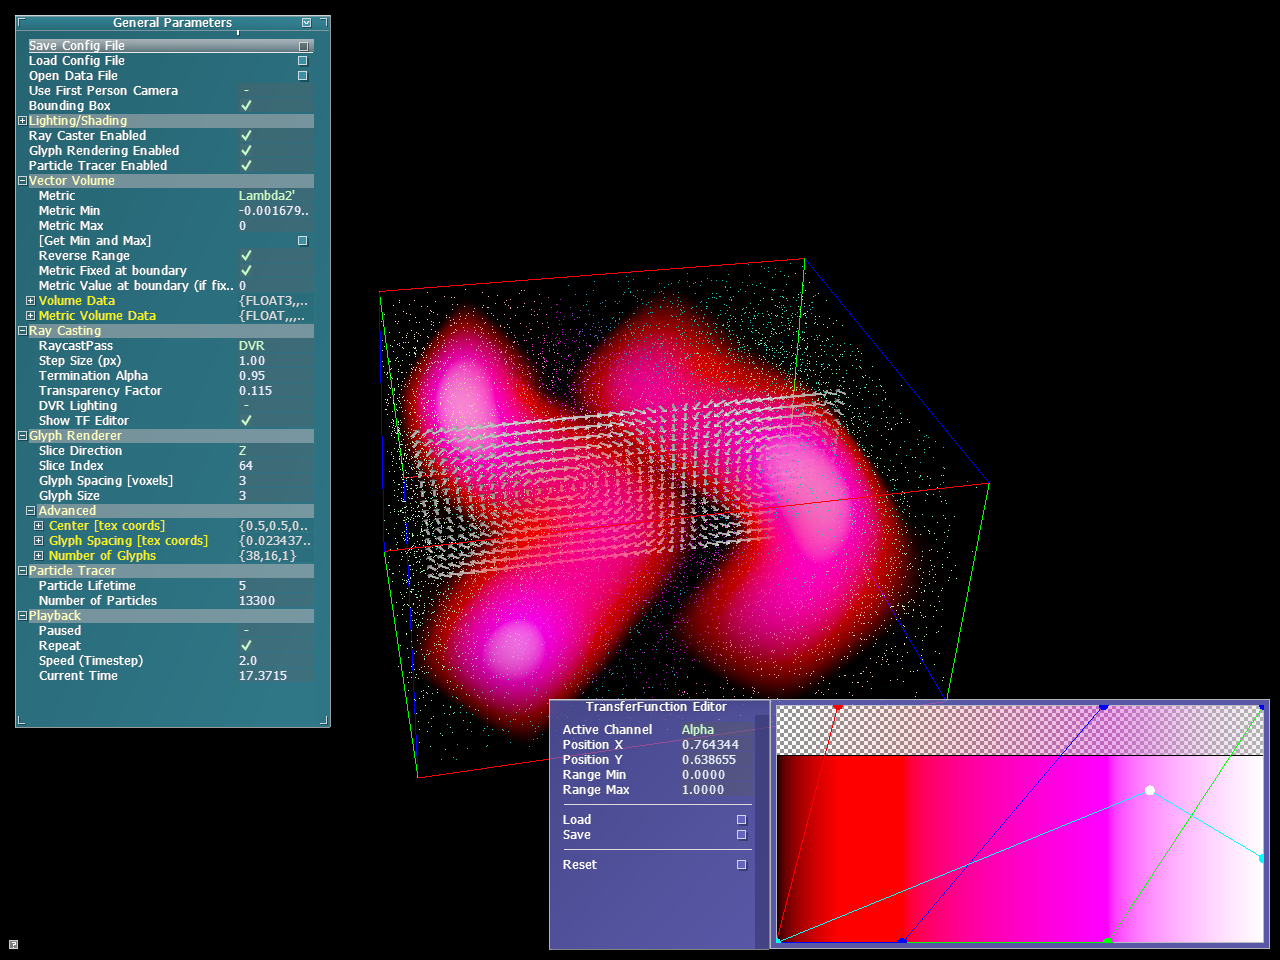 General Parameters
Save Config File
Load Config File
Open Data File
Use First Person Camera -
Bounding Box
Lighting/Shading
Ray Caster Enabled
Glyph Rendering Enabled
Particle Tracer Enabled
Vector Volume
Metric Lambda2'
Metric Min -0.001679..
Metric Max 0
[Get Min and Max]
Reverse Range
Metric Fixed at boundary
Metric Value at boundary (if fix.. 0
Volume Data {FLOAT3,,..
Metric Volume Data {FLOAT,,,..
Ray Casting
RaycastPass DVR
Step Size (px) 1.00
Termination Alpha 0.95
Transparency Factor 0.115
DVR Lighting -
Show TF Editor
Glyph Renderer
Slice Direction Z
Slice Index 64
Glyph Spacing [voxels] 3
Glyph Size 3
Advanced
Center [tex coords] {0.5,0.5,0..
Glyph Spacing [tex coords] {0.023437..
Number of Glyphs {38,16,1}
Particle Tracer
Particle Lifetime 5
Number of Particles 13300
Playback
Paused -
Repeat
Speed (Timestep) 2.0
Current Time 17.3715
TransferFunction Editor
Active Channel Alpha
Position X 0.764344
Position Y 0.638655
Range Min 0.0000
Range Max 1.0000
Load
Save
Reset
?